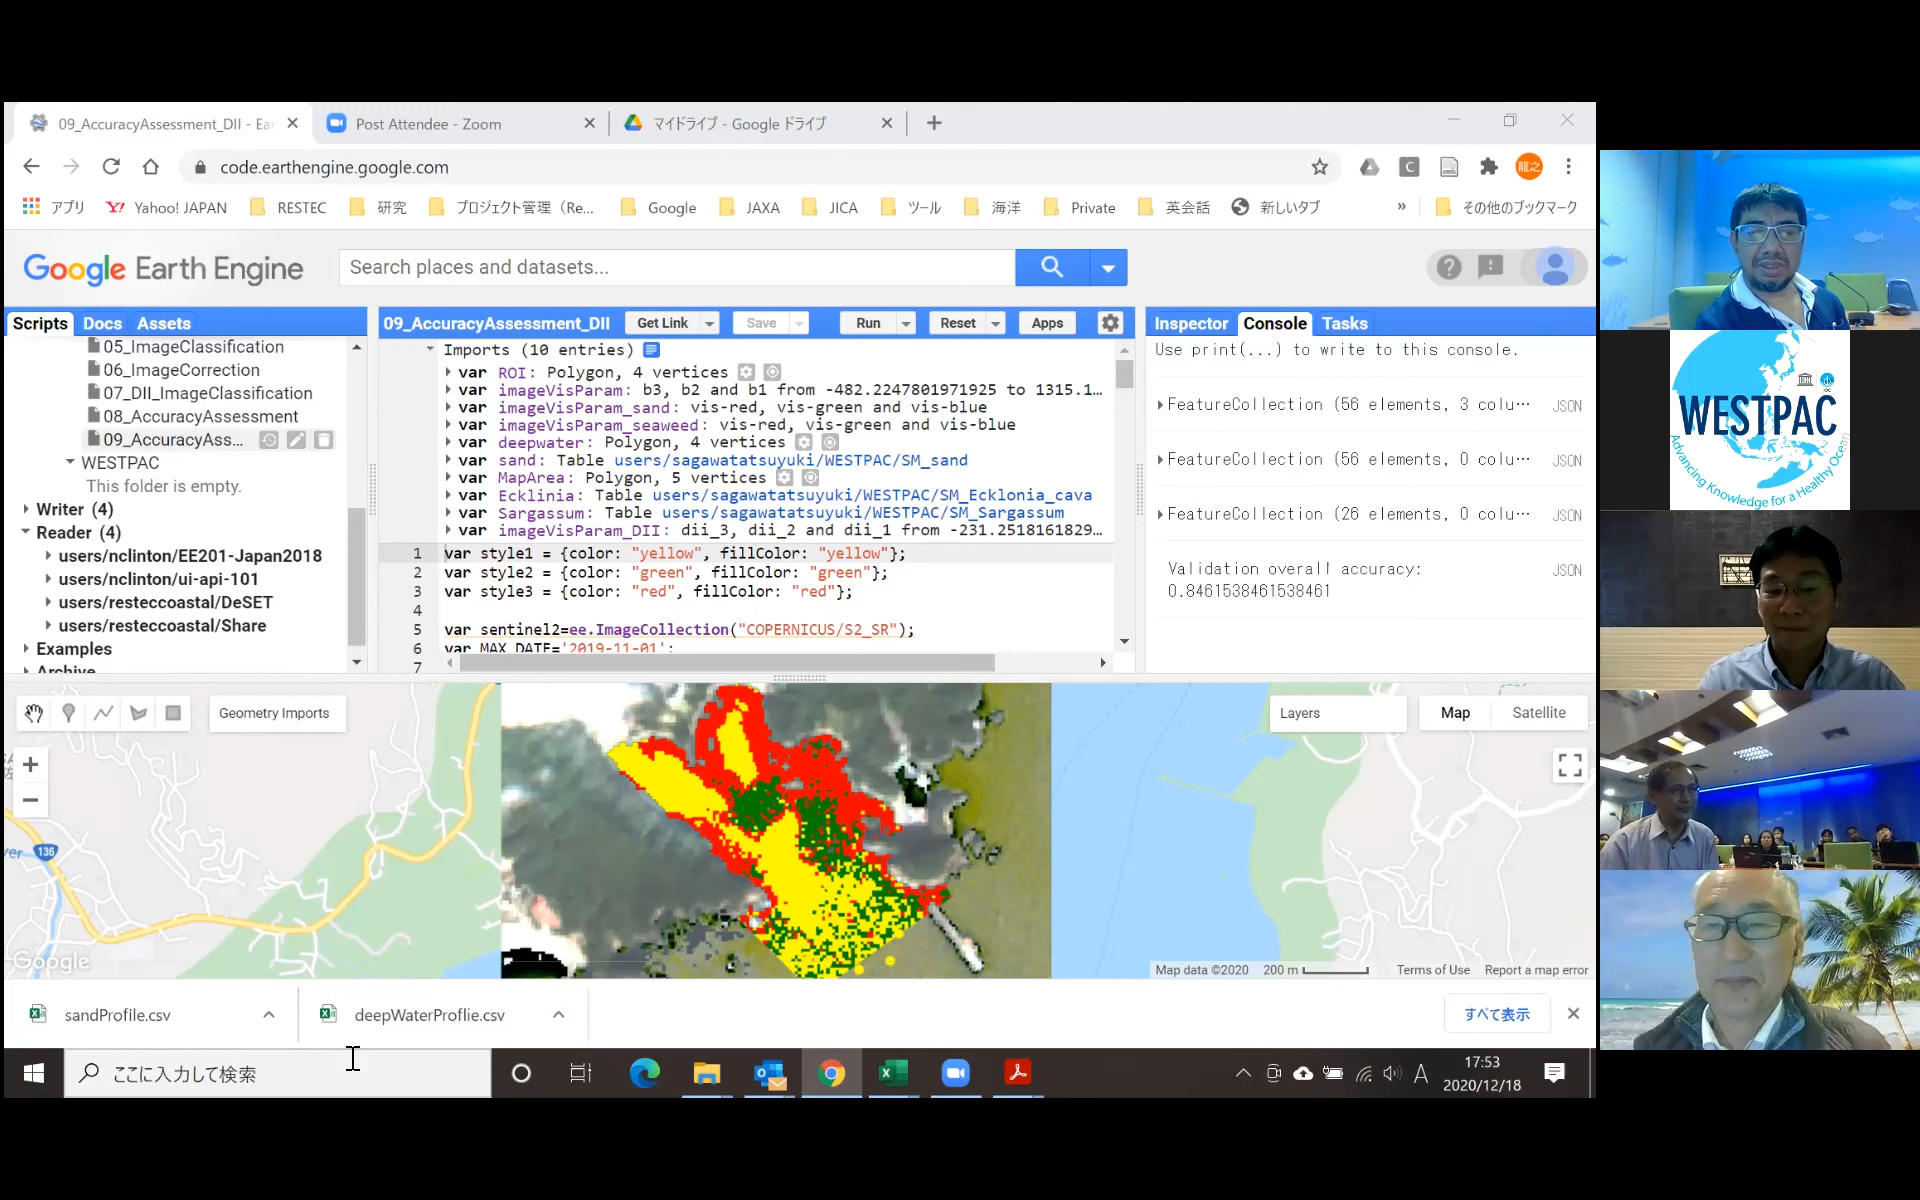 09_AccuracyAssessment_DII - Ear
Post Attendee - Zoom
マイドライブ - Google ドライブ
code.earthengine.google.com
C
龍之
アプリ
Y! Yahoo! JAPAN
RESTEC
研究
プロジェクト管理（Re...
Google
JAXA
JICA
ツール
海洋
Private
英会話
新しいタブ
»
その他のブックマーク
Google Earth Engine
Search places and datasets...
Scripts Docs Assets
05_ImageClassification
06_ImageCorrection
07_DII_ImageClassification
08_AccuracyAssessment
09_AccuracyAss...
WESTPAC
This folder is empty.
Writer (4)
Reader (4)
users/nclinton/EE201-Japan2018
users/nclinton/ui-api-101
users/resteccoastal/DeSET
users/resteccoastal/Share
Examples
Archive
09_AccuracyAssessment_DII
Get Link Save Run Reset Apps
Imports (10 entries)
var ROI: Polygon, 4 vertices
var imageVisParam: b3, b2 and b1 from -482.2247801971925 to 1315.1...
var imageVisParam_sand: vis-red, vis-green and vis-blue
var imageVisParam_seaweed: vis-red, vis-green and vis-blue
var deepwater: Polygon, 4 vertices
var sand: Table users/sagawatatsuyuki/WESTPAC/SM_sand
var MapArea: Polygon, 5 vertices
var Ecklinia: Table users/sagawatatsuyuki/WESTPAC/SM_Ecklonia_cava
var Sargassum: Table users/sagawatatsuyuki/WESTPAC/SM_Sargassum
var imageVisParam_DII: dii_3, dii_2 and dii_1 from -231.2518161829...
1 var style1 = {color: "yellow", fillColor: "yellow"};
2 var style2 = {color: "green", fillColor: "green"};
3 var style3 = {color: "red", fillColor: "red"};
4
5 var sentinel2=ee.ImageCollection("COPERNICUS/S2_SR");
6 var MAX_DATE='2019-11-01';
7
Inspector Console Tasks
Use print(...) to write to this console.
FeatureCollection (56 elements, 3 colu… JSON
FeatureCollection (56 elements, 0 colu… JSON
FeatureCollection (26 elements, 0 colu… JSON
Validation overall accuracy: JSON
0.8461538461538461
Geometry Imports
Layers
Map Satellite
+
−
ver
136
Google
Map data ©2020 200 m Terms of Use Report a map error
sandProfile.csv
deepWaterProflie.csv
すべて表示
ここに入力して検索
A
17:53
2020/12/18
WESTPAC
Advancing Knowledge for a Healthy Ocean